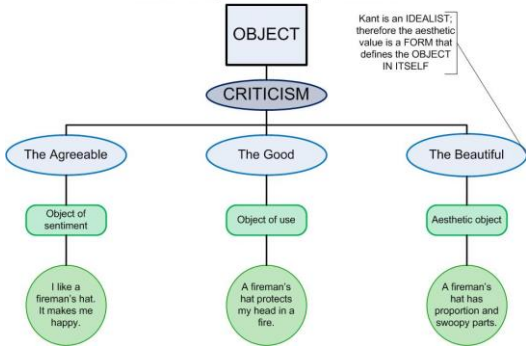 OBJECT
Kant is an IDEALIST;
therefore the aesthetic
value is a FORM that
defines the OBJECT
IN ITSELF
CRITICISM
The Agreeable
The Good
The Beautiful
Object of
sentiment
Object of use
Aesthetic object
I like a
fireman's hat.
It makes me
happy.
A fireman's
hat protects
my head in a
fire.
A fireman's
hat has
proportion and
swoopy parts.